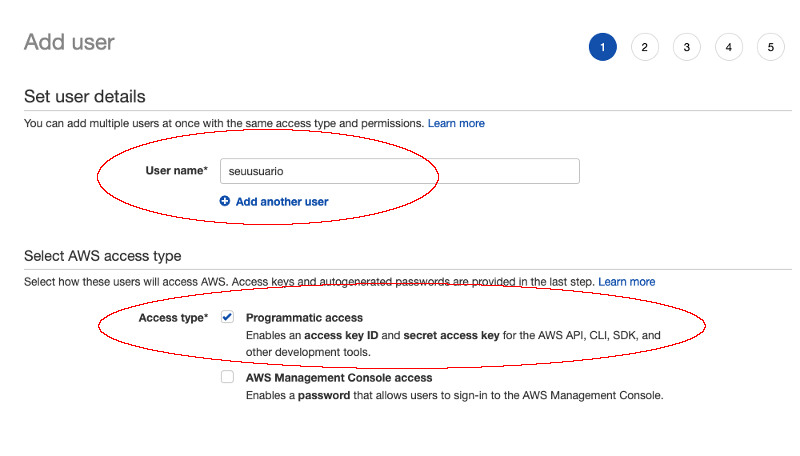 Add user
1 2 3 4 5
Set user details
You can add multiple users at once with the same access type and permissions. Learn more
User name* seuusuario
Add another user
Select AWS access type
Select how these users will access AWS. Access keys and autogenerated passwords are provided in the last step. Learn more
Access type* Programmatic access
Enables an access key ID and secret access key for the AWS API, CLI, SDK, and
other development tools.
AWS Management Console access
Enables a password that allows users to sign-in to the AWS Management Console.